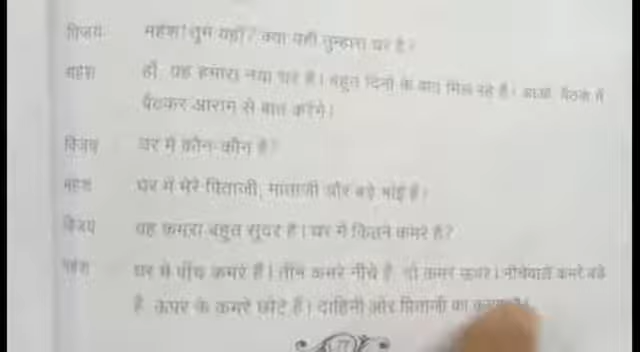 विजय महेश! तुम यहाँ? क्या यही तुम्हारा घर है?
महेश हाँ, यह हमारा नया घर है। बहुत दिनों के बाद मिल रहे हैं। आओ, बैठक में
बैठकर आराम से बात करेंगे।
विजय घर में कौन-कौन हैं?
महेश घर में मेरे पिताजी, माताजी और बड़े भाई हैं।
विजय यह कमरा बहुत सुंदर है। घर में कितने कमरे हैं?
महेश घर में पाँच कमरे हैं। तीन कमरे नीचे हैं, दो कमरे ऊपर। नीचेवाले कमरे बड़े
हैं, ऊपर के कमरे छोटे हैं। दाहिनी ओर पिताजी का
77